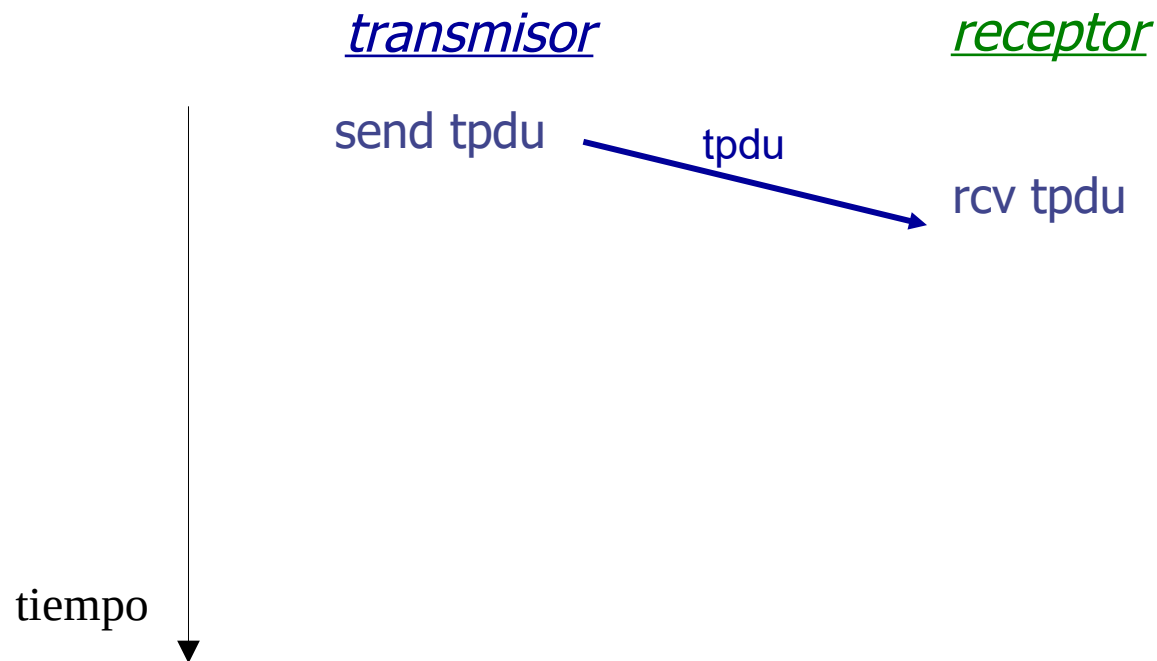 transmisor
receptor
send tpdu
tpdu
rcv tpdu
tiempo